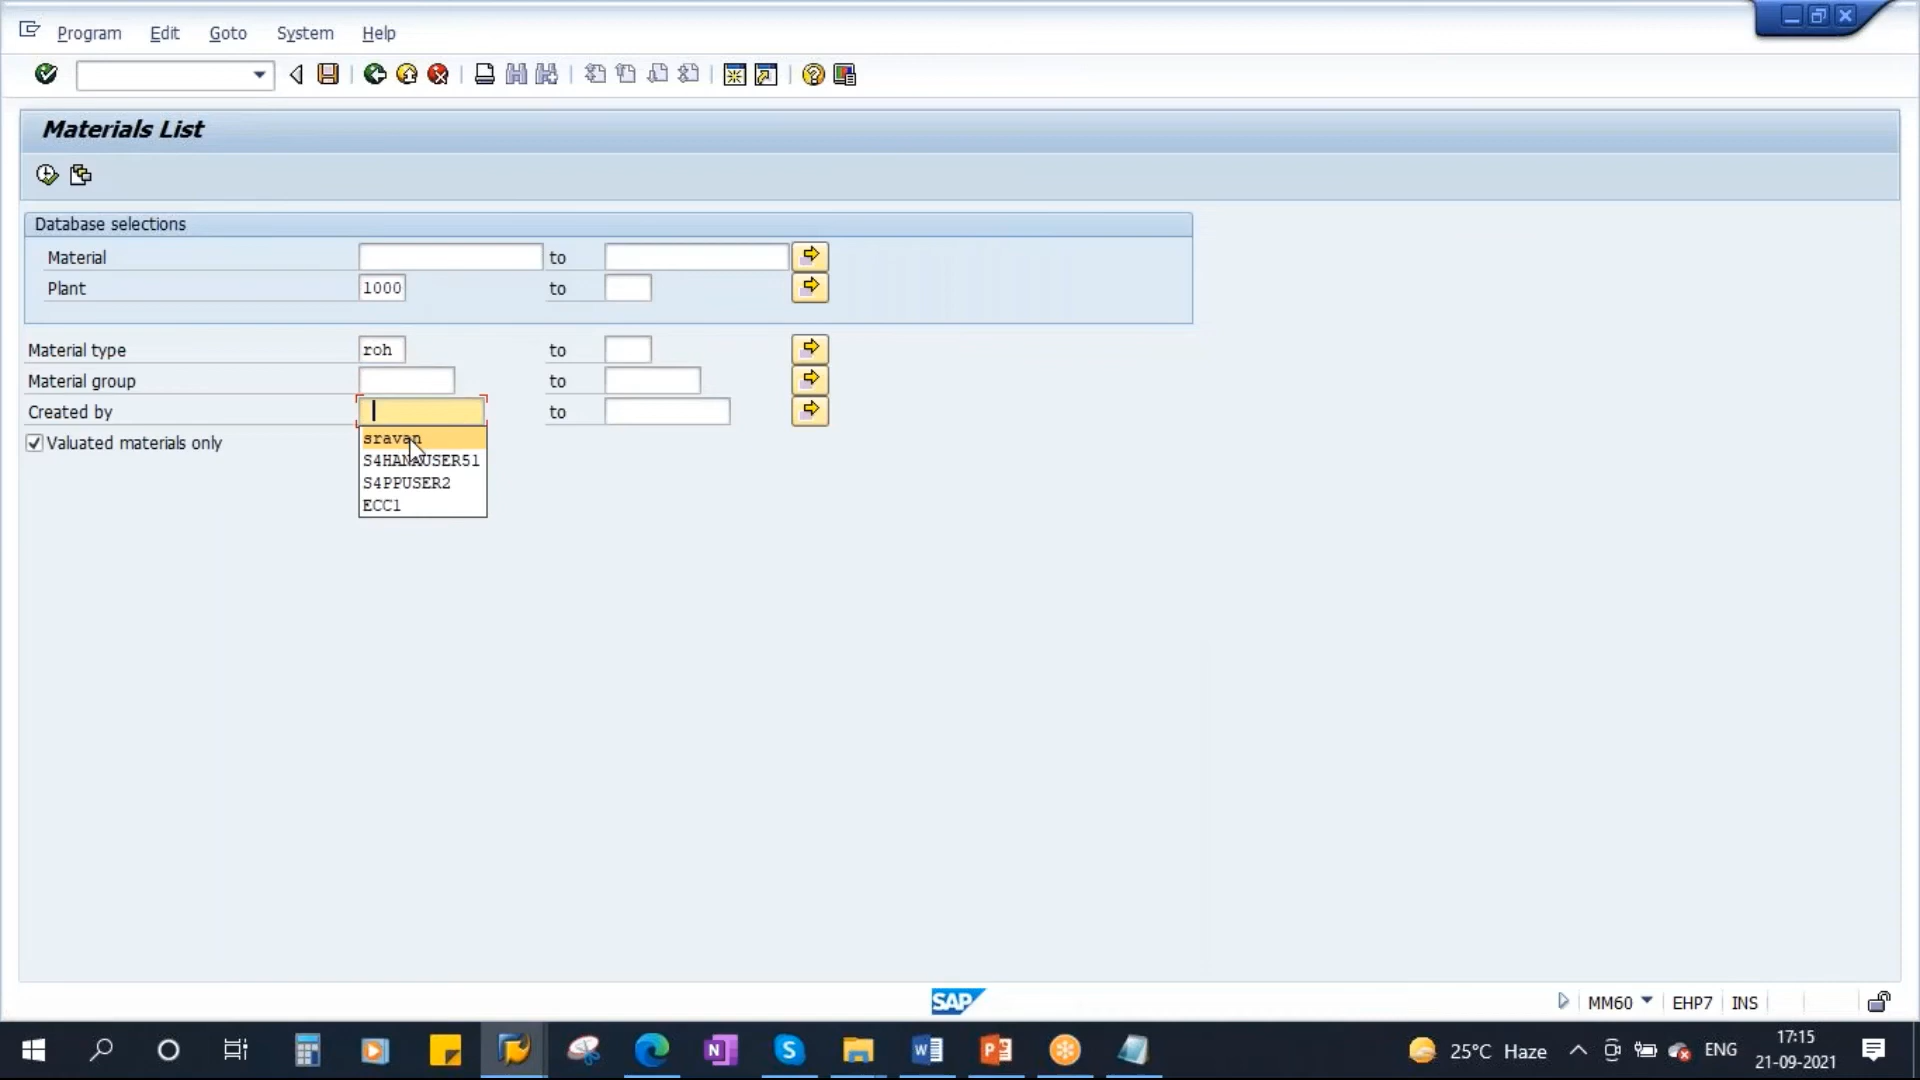 Program Edit Goto System Help
Materials List
Database selections
Material to
Plant 1000 to
Material type roh to
Material group to
Created by to
sravan
Valuated materials only
S4HANAUSER51
S4PPUSER2
ECC1
SAP
MM60 EHP7 INS
25°C Haze ENG
17:15
21-09-2021